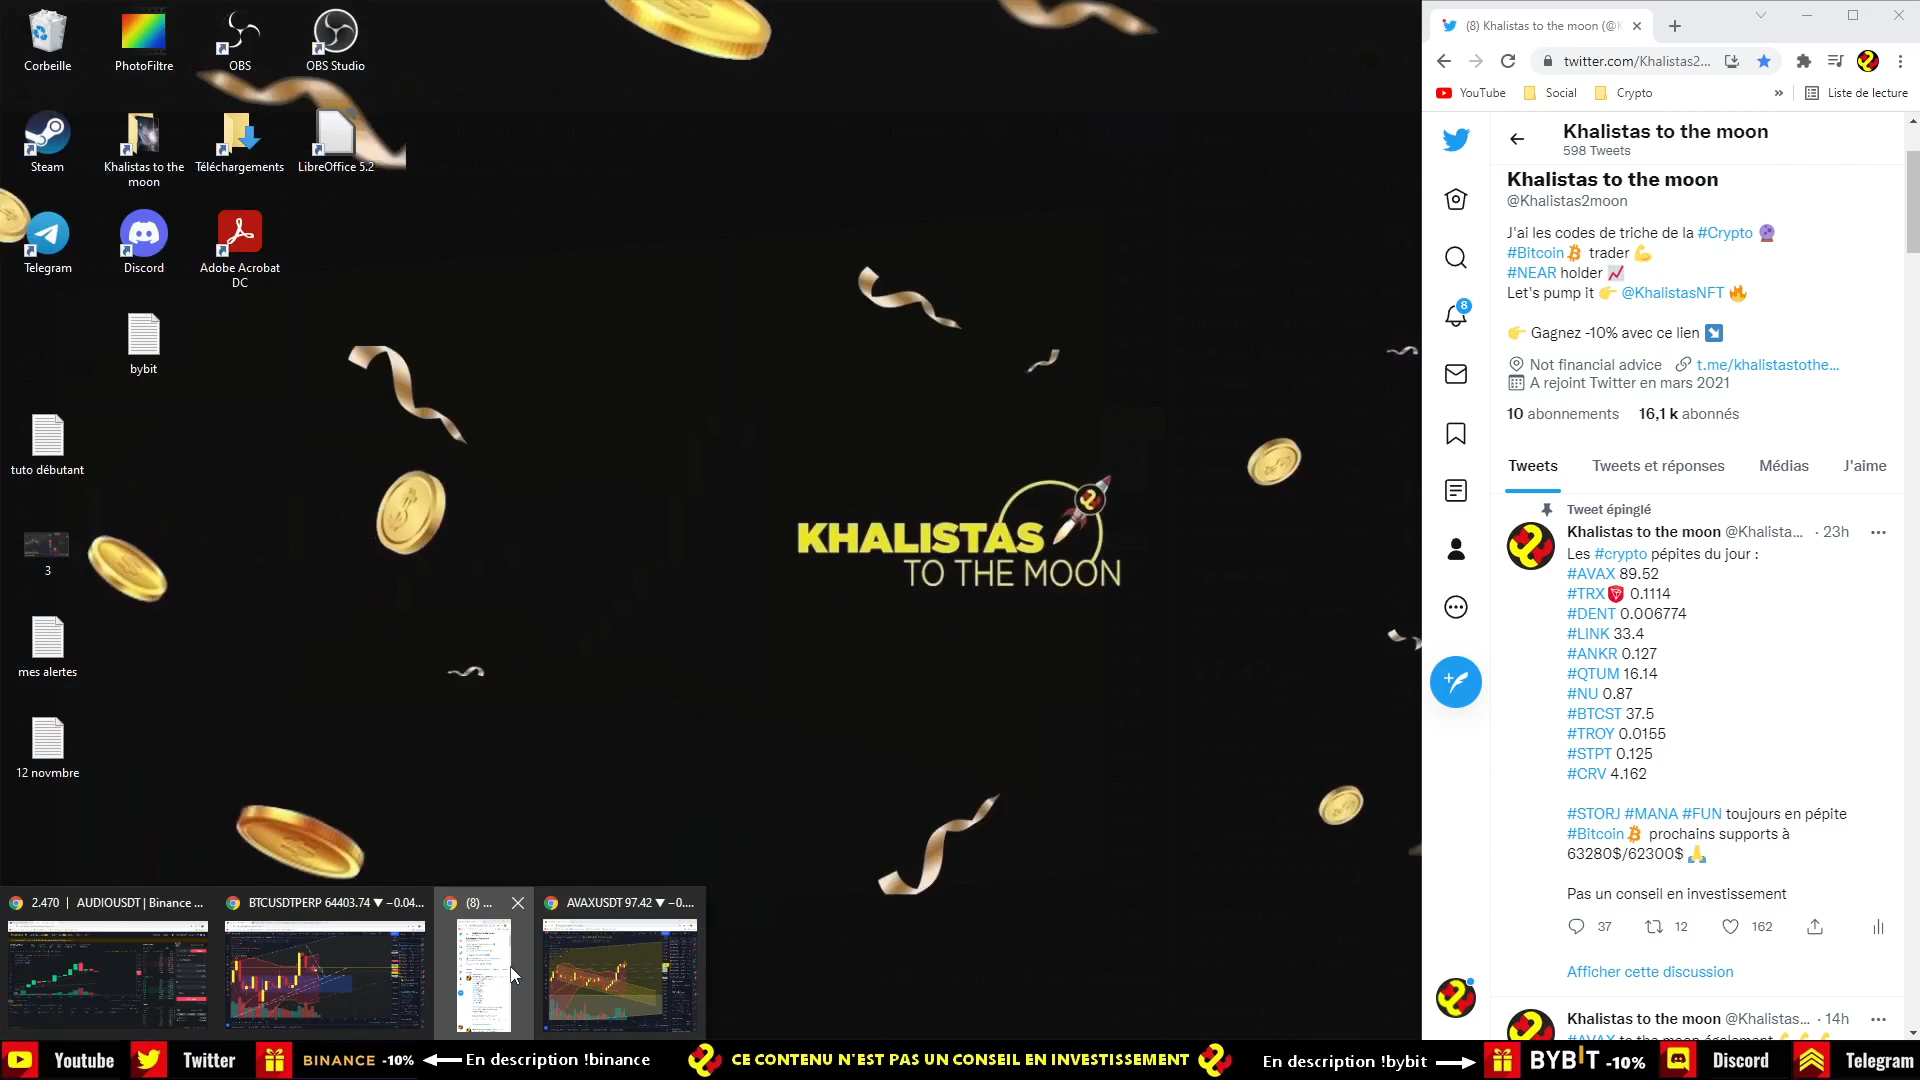 Corbeille
PhotoFiltre
OBS
OBS Studio
Steam
Khalistas to the moon
Téléchargements
LibreOffice 5.2
Telegram
Discord
Adobe Acrobat DC
bybit
tuto débutant
3
mes alertes
12 novmbre
KHALISTAS
TO THE MOON
2.470 | AUDIOUSDT | Binance ...
BTCUSDTPERP 64403.74 ▼ −0.04...
(8) ...
AVAXUSDT 97.42 ▼ −0....
(8) Khalistas to the moon (@K
twitter.com/Khalistas2...
YouTube
Social
Crypto
»
Liste de lecture
Khalistas to the moon
598 Tweets
Khalistas to the moon
@Khalistas2moon
J'ai les codes de triche de la #Crypto 🔮
#Bitcoin trader 💪
#NEAR holder 📈
Let's pump it 👉 @KhalistasNFT 🔥
👉 Gagnez -10% avec ce lien ↘️
Not financial advice t.me/khalistastothe...
A rejoint Twitter en mars 2021
10 abonnements 16,1 k abonnés
Tweets Tweets et réponses Médias J'aime
8
Tweet épinglé
Khalistas to the moon @Khalista... · 23h
Les #crypto pépites du jour :
#AVAX 89.52
#TRX 0.1114
#DENT 0.006774
#LINK 33.4
#ANKR 0.127
#QTUM 16.14
#NU 0.87
#BTCST 37.5
#TROY 0.0155
#STPT 0.125
#CRV 4.162
#STORJ #MANA #FUN toujours en pépite
#Bitcoin prochains supports à
63280$/62300$ 🙏
Pas un conseil en investissement
37 12 162
Afficher cette discussion
Khalistas to the moon @Khalistas... · 14h
Youtube
Twitter
BINANCE -10%
En description !binance
CE CONTENU N'EST PAS UN CONSEIL EN INVESTISSEMENT
En description !bybit
BYBIT -10%
Discord
Telegram